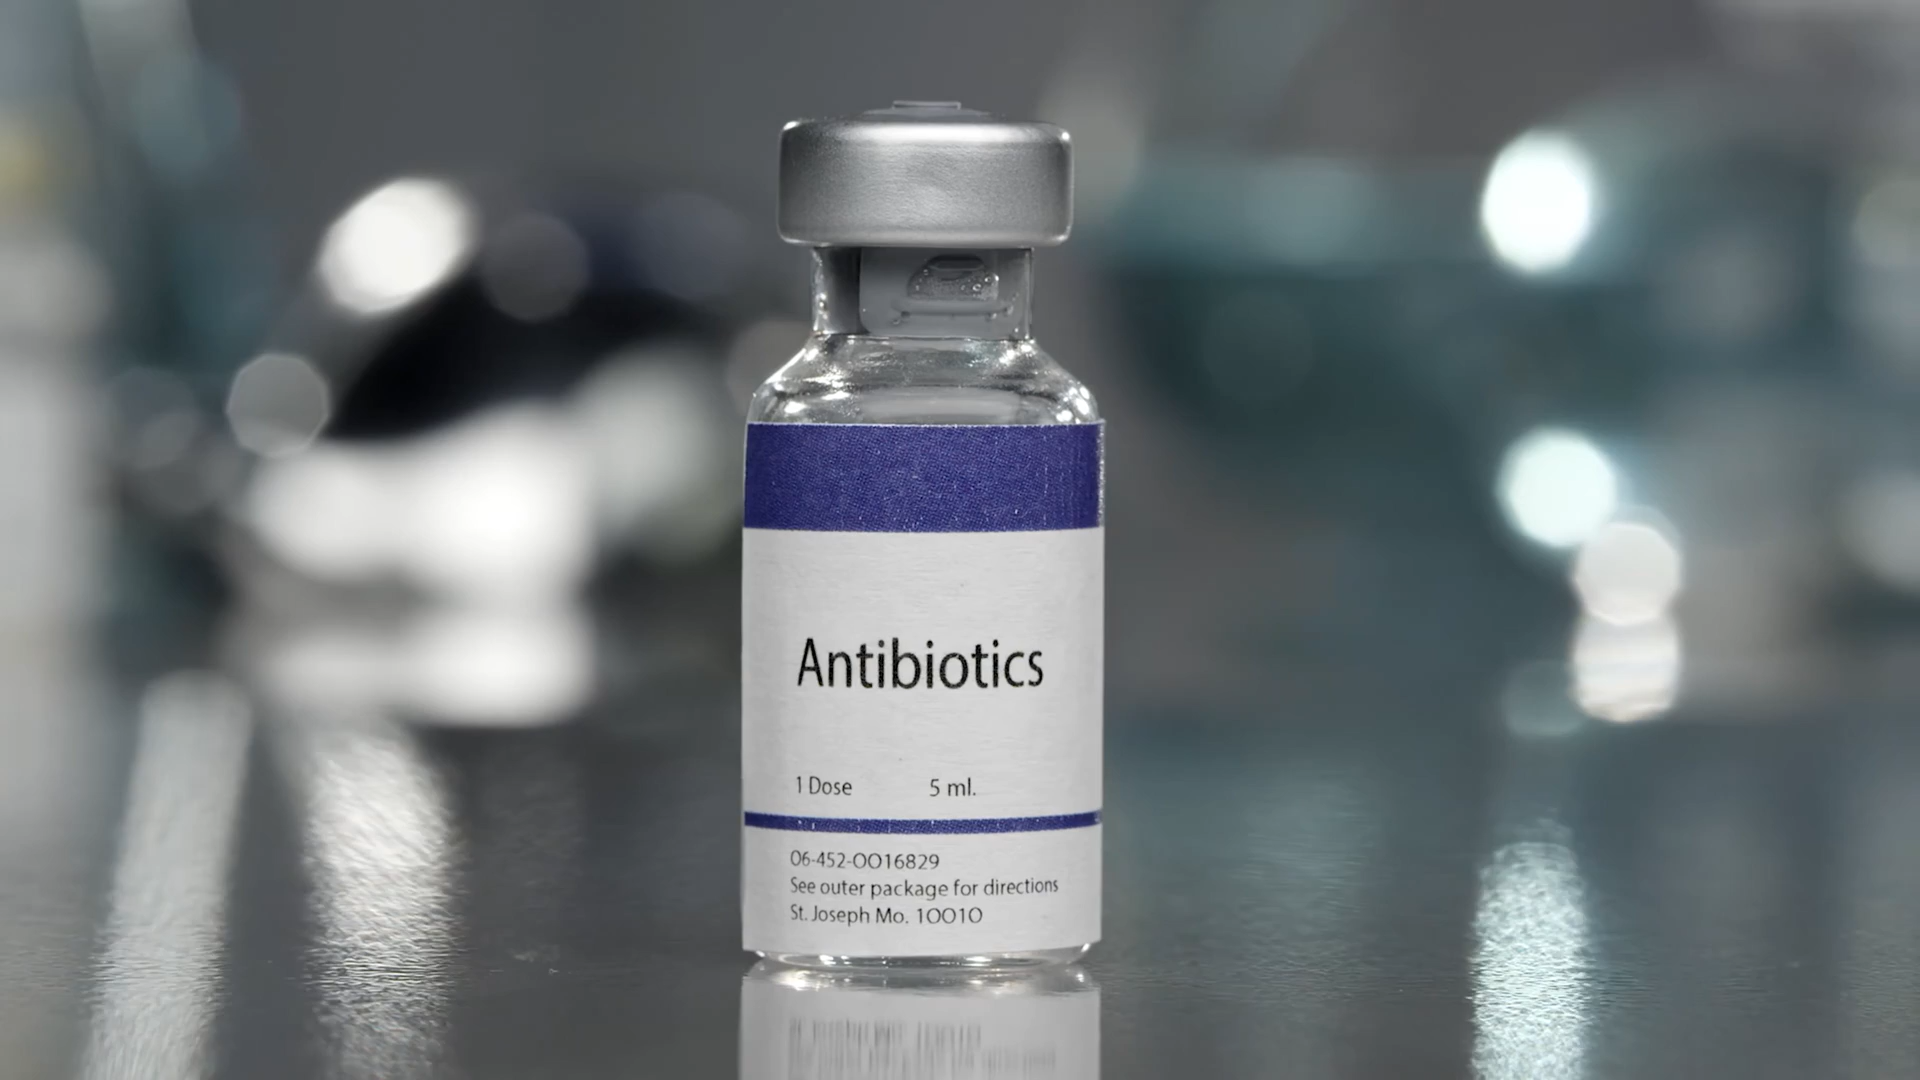 Antibiotics
1 Dose 5 ml.
06-452-0016829
See outer package for directions
St. Joseph Mo. 10010